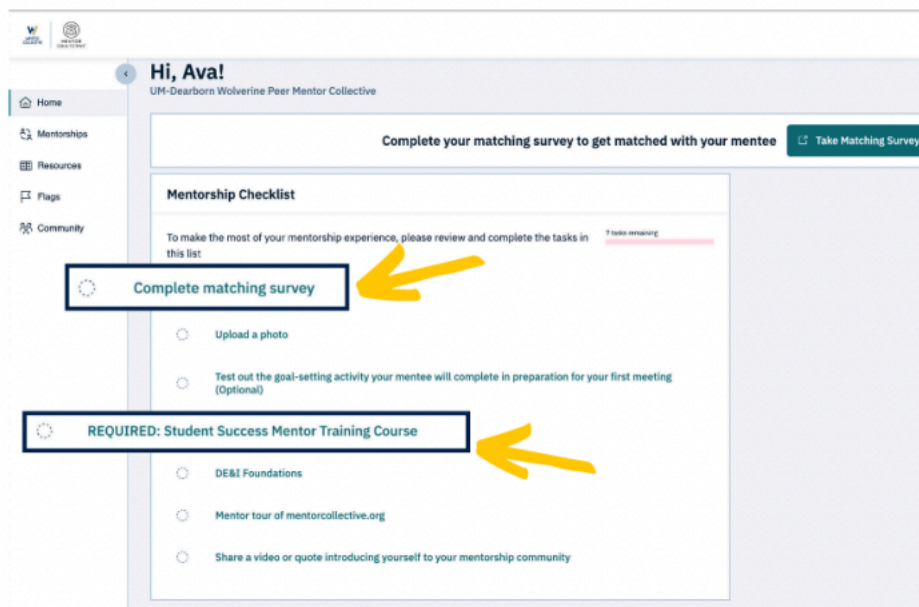 Hi, Ava!
UM-Dearborn Wolverine Peer Mentor Collective
Home
Mentorships
Resources
Flags
Community
Complete your matching survey to get matched with your mentee
Take Matching Survey
Mentorship Checklist
To make the most of your mentorship experience, please review and complete the tasks in
this list
7 tasks remaining
Complete matching survey
Upload a photo
Test out the goal-setting activity your mentee will complete in preparation for your first meeting
(Optional)
REQUIRED: Student Success Mentor Training Course
DE&I Foundations
Mentor tour of mentorcollective.org
Share a video or quote introducing yourself to your mentorship community